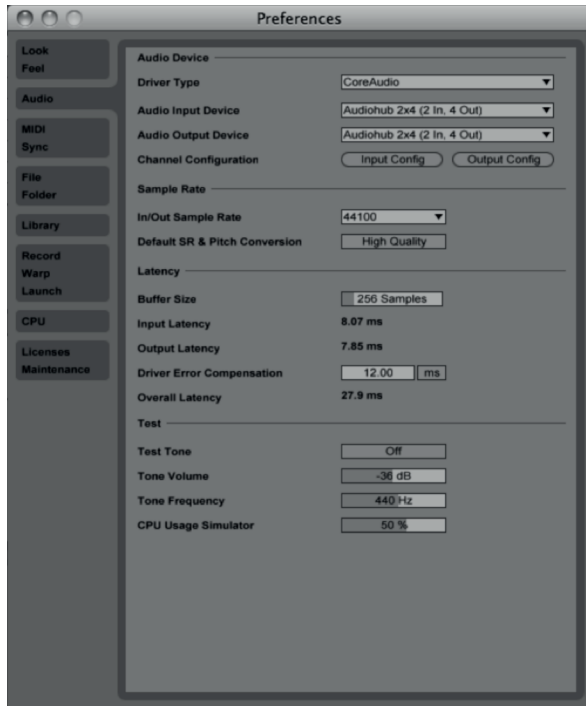 Preferences
Look
Feel
Audio
MIDI
Sync
File
Folder
Library
Record
Warp
Launch
CPU
Licenses
Maintenance
Audio Device
Driver Type CoreAudio
Audio Input Device Audiohub 2x4 (2 In, 4 Out)
Audio Output Device Audiohub 2x4 (2 In, 4 Out)
Channel Configuration Input Config Output Config
Sample Rate
In/Out Sample Rate 44100
Default SR & Pitch Conversion High Quality
Latency
Buffer Size 256 Samples
Input Latency 8.07 ms
Output Latency 7.85 ms
Driver Error Compensation 12.00 ms
Overall Latency 27.9 ms
Test
Test Tone Off
Tone Volume -36 dB
Tone Frequency 440 Hz
CPU Usage Simulator 50 %